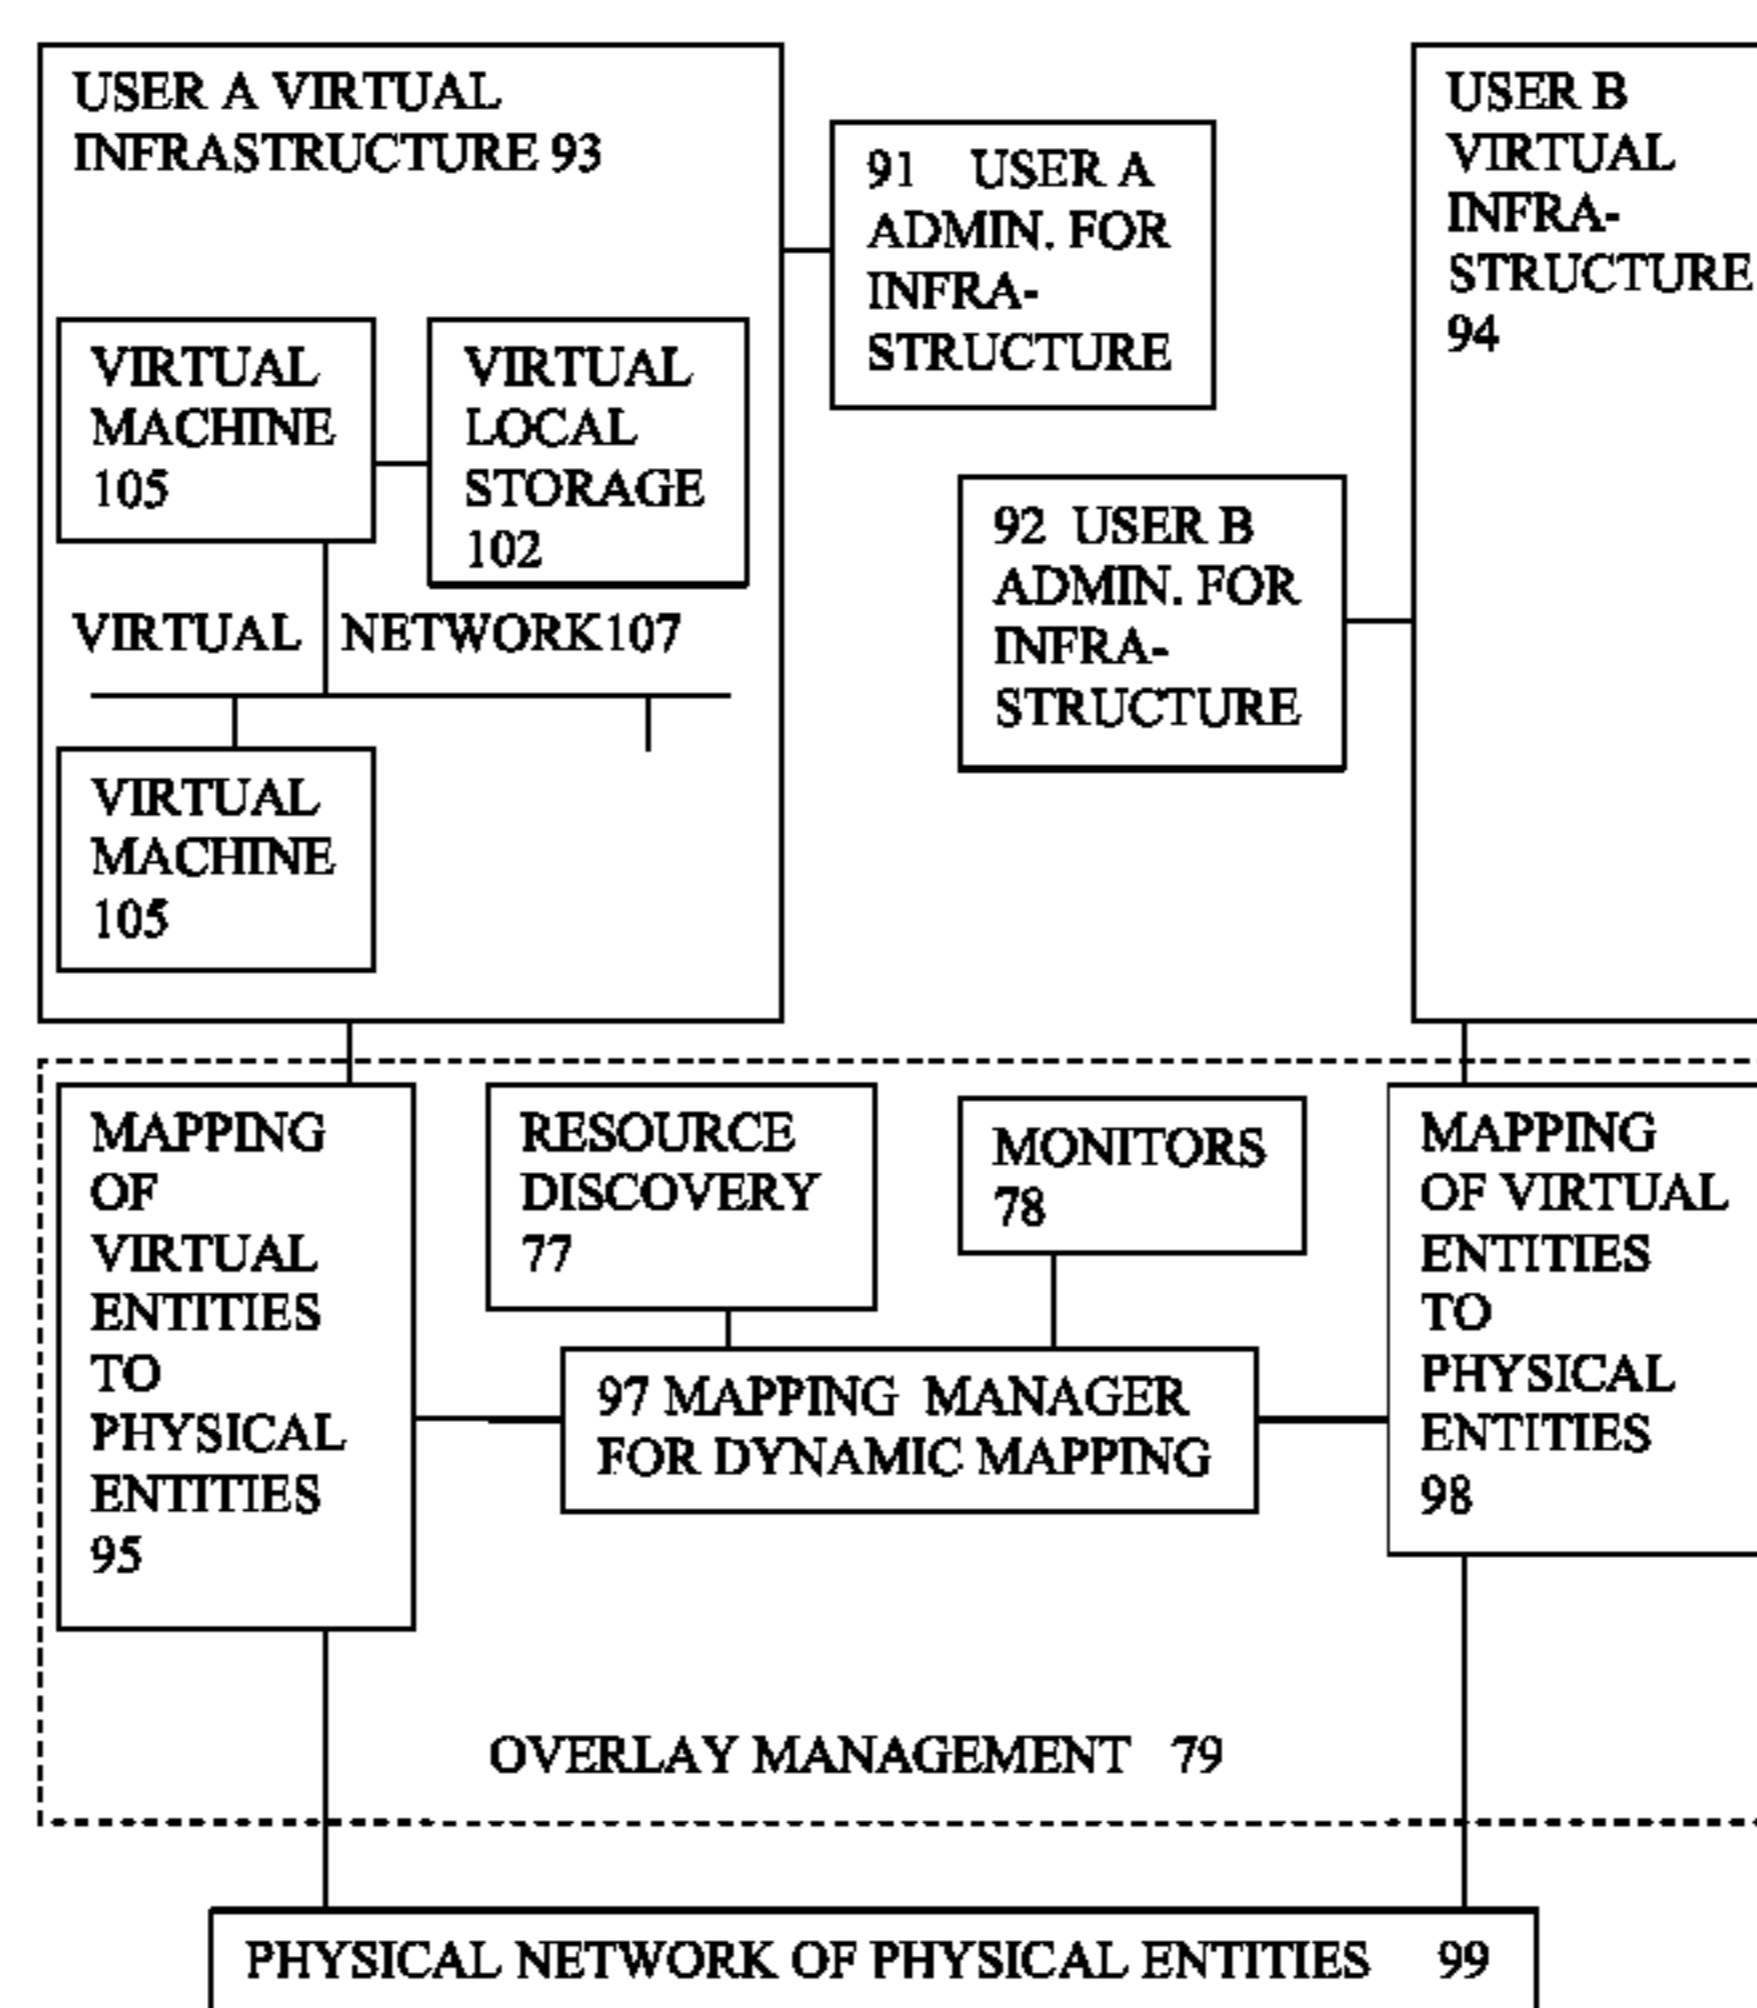 USER A VIRTUAL
INFRASTRUCTURE 93
VIRTUAL
MACHINE
105
VIRTUAL
LOCAL
STORAGE
102
VIRTUAL NETWORK107
VIRTUAL
MACHINE
105
91 USER A
ADMIN. FOR
INFRA-
STRUCTURE
92 USER B
ADMIN. FOR
INFRA-
STRUCTURE
USER B
VIRTUAL
INFRA-
STRUCTURE
94
MAPPING
OF
VIRTUAL
ENTITIES
TO
PHYSICAL
ENTITIES
95
RESOURCE
DISCOVERY
77
MONITORS
78
97 MAPPING MANAGER
FOR DYNAMIC MAPPING
MAPPING
OF VIRTUAL
ENTITIES
TO
PHYSICAL
ENTITIES
98
OVERLAY MANAGEMENT 79
PHYSICAL NETWORK OF PHYSICAL ENTITIES 99